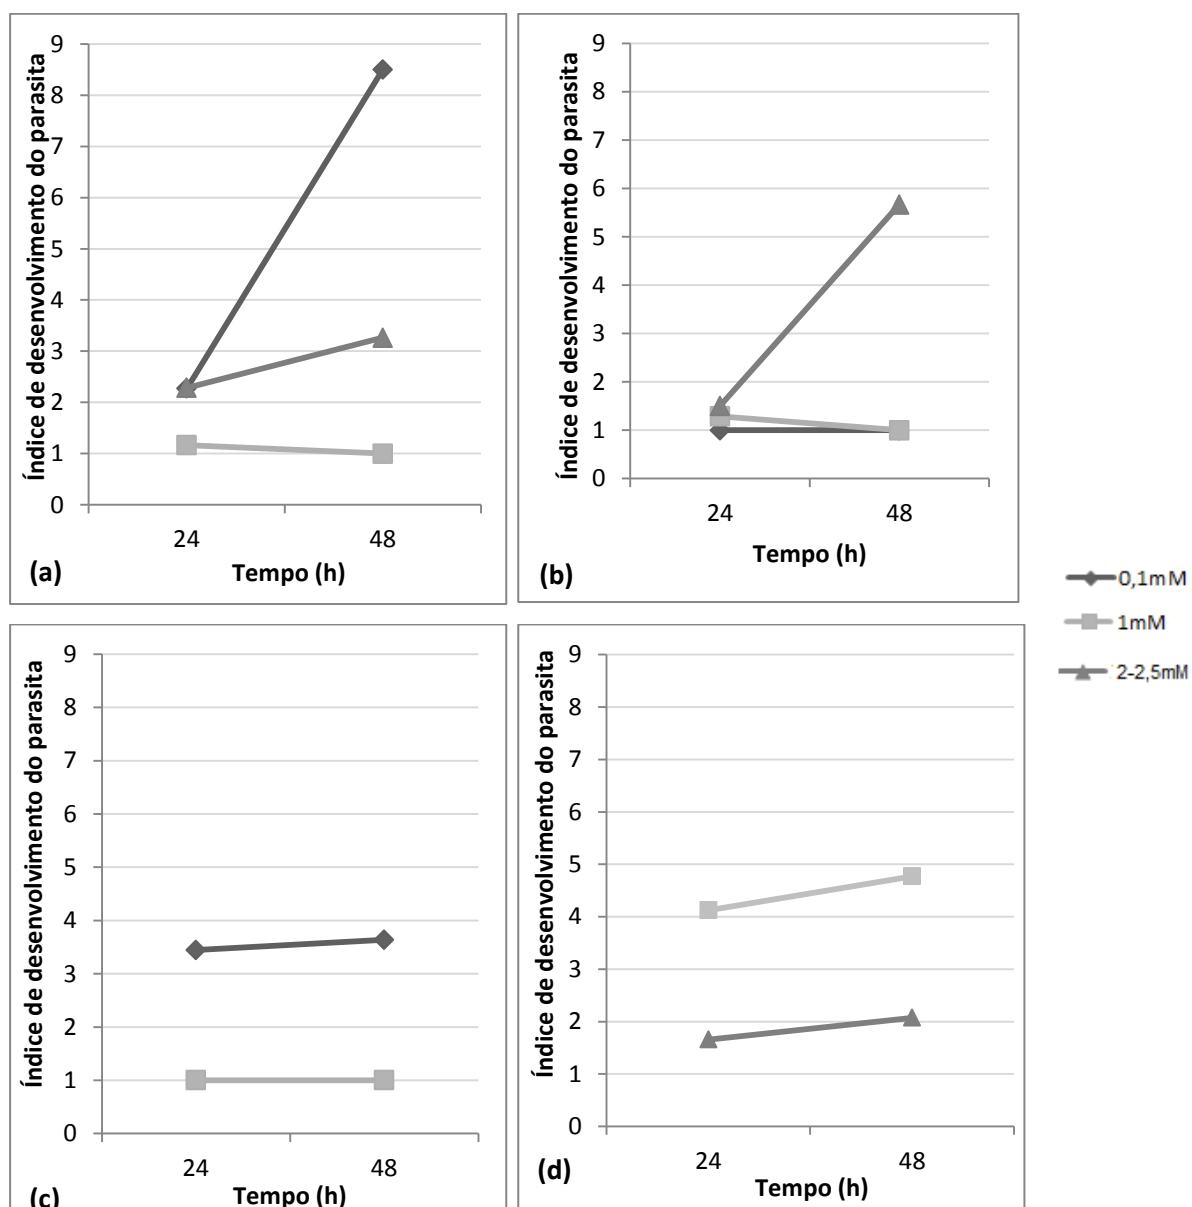 Índice de desenvolvimento do parasita
9
8
7
6
5
4
3
2
1
0
24 48
Tempo (h)
(a)
Índice de desenvolvimento do parasita
9
8
7
6
5
4
3
2
1
0
24 48
Tempo (h)
(b)
0,1mM
1mM
2-2,5mM
Índice de desenvolvimento do parasita
9
8
7
6
5
4
3
2
1
0
24 48
Tempo (h)
(c)
Índice de desenvolvimento do parasita
9
8
7
6
5
4
3
2
1
0
24 48
Tempo (h)
(d)